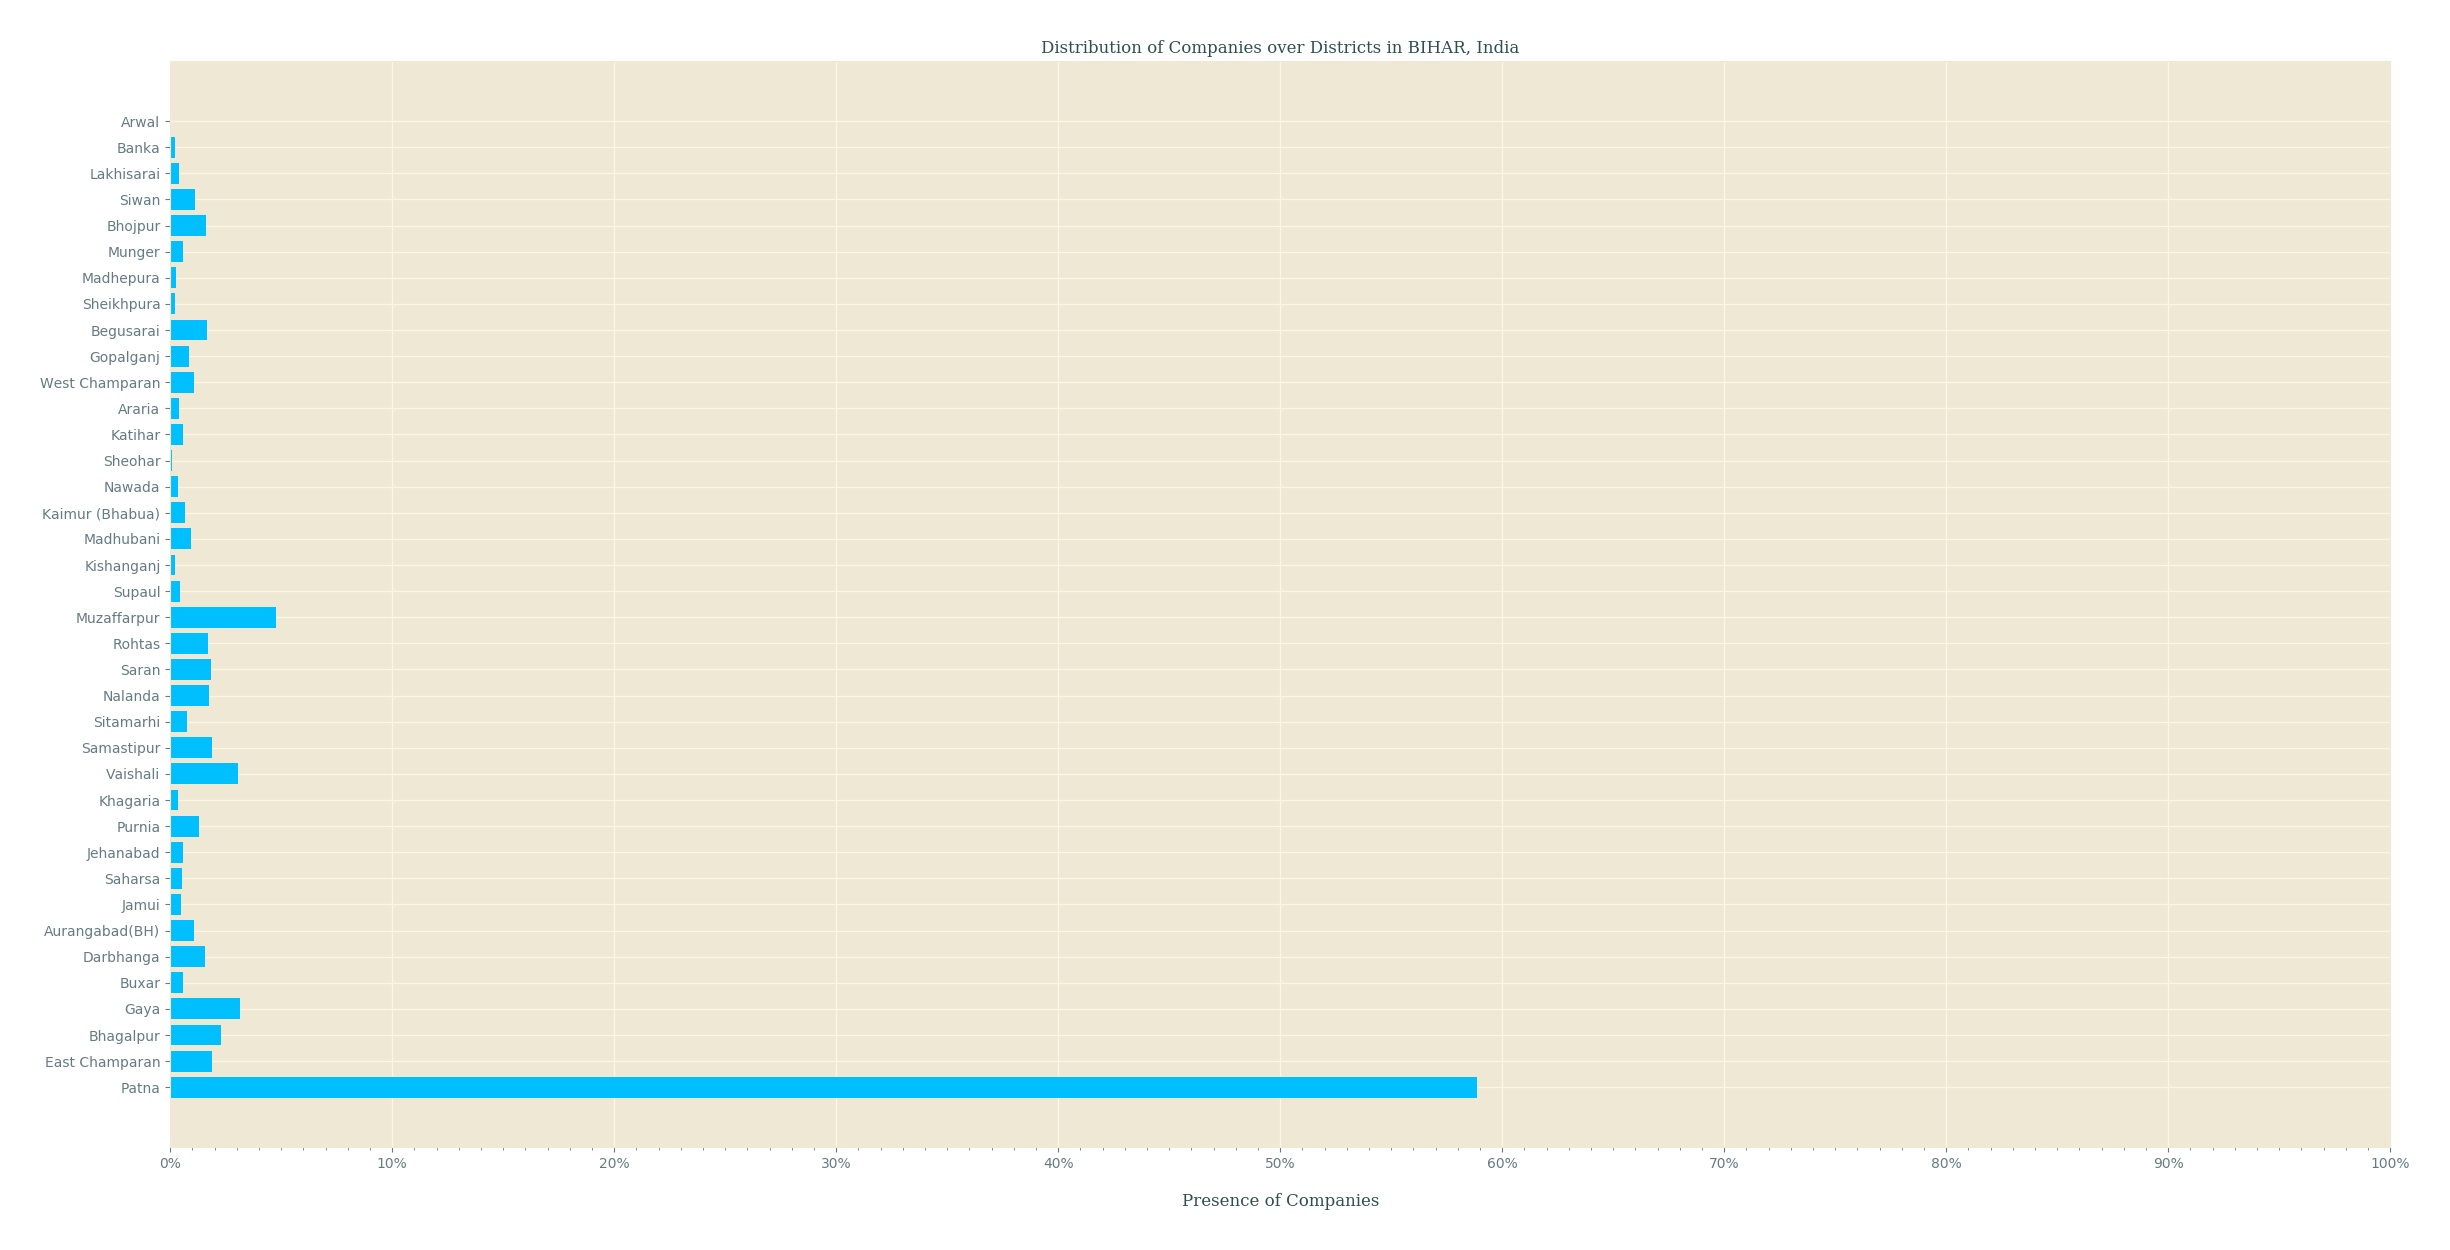 Distribution of Companies over Districts in BIHAR, India
Arwal
Banka
Lakhisarai
Siwan
Bhojpur
Munger
Madhepura
Sheikhpura
Begusarai
Gopalganj
West Champaran
Araria
Katihar
Sheohar
Nawada
Kaimur (Bhabua)
Madhubani
Kishanganj
Supaul
Muzaffarpur
Rohtas
Saran
Nalanda
Sitamarhi
Samastipur
Vaishali
Khagaria
Purnia
Jehanabad
Saharsa
Jamui
Aurangabad(BH)
Darbhanga
Buxar
Gaya
Bhagalpur
East Champaran
Patna
0% 10% 20% 30% 40% 50% 60% 70% 80% 90% 100%
Presence of Companies